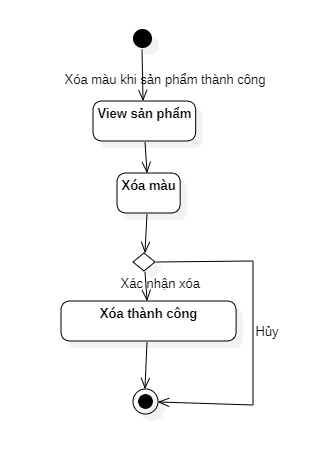 Xóa màu khi sản phẩm thành công
View sản phẩm
Xóa màu
Xác nhận xóa
Xóa thành công
Hủy